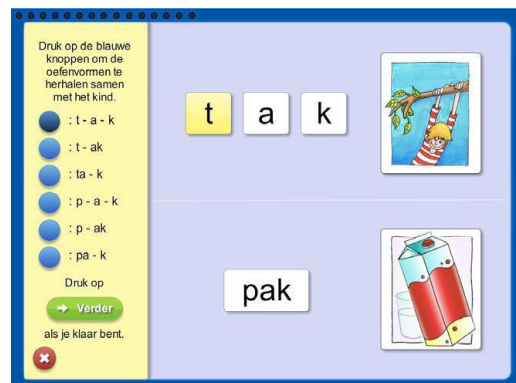 Druk op de blauwe
knoppen om de
oefenvormen te
herhalen samen
met het kind.
: t - a - k
: t - ak
: ta - k
: p - a - k
: p - ak
: pa - k
Druk op
Verder
als je klaar bent.
t a k
pak